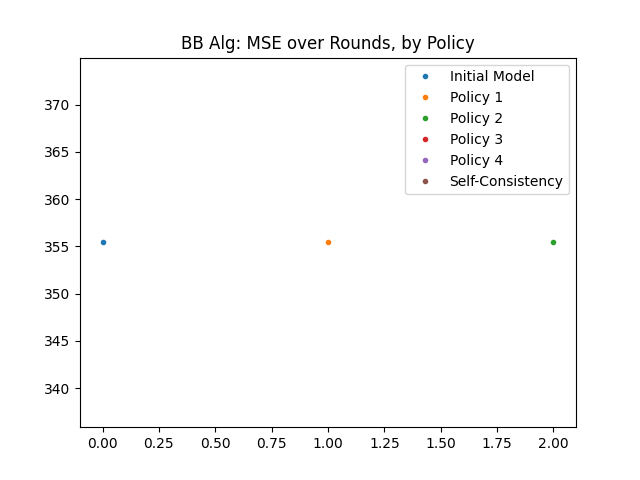 BB Alg: MSE over Rounds, by Policy
Initial Model
Policy 1
Policy 2
Policy 3
Policy 4
Self-Consistency
370
365
360
355
350
345
340
0.00 0.25 0.50 0.75 1.00 1.25 1.50 1.75 2.00